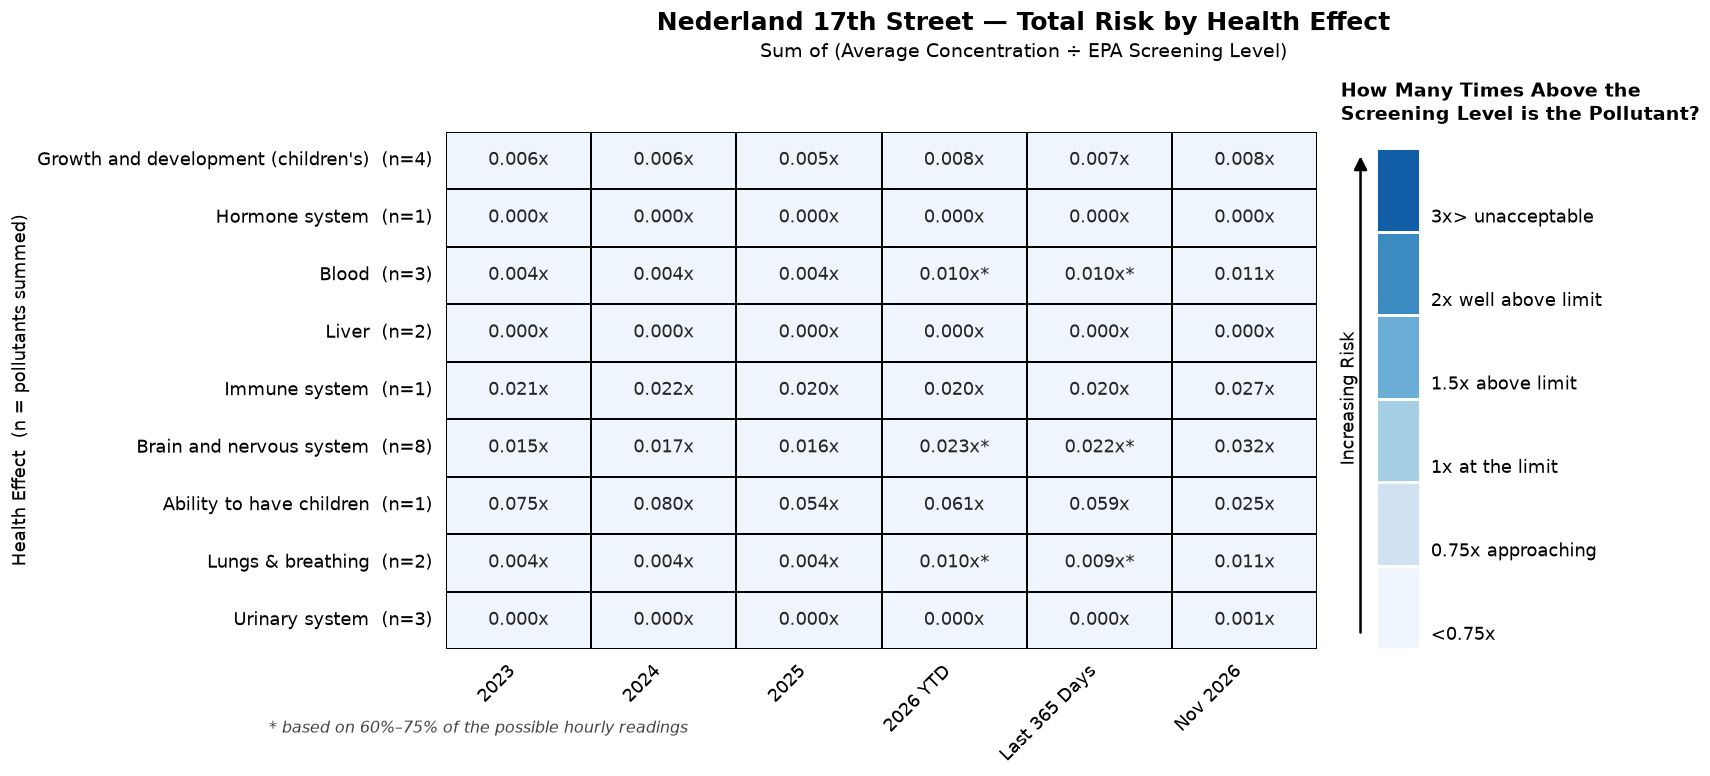 Nederland 17th Street — Total Risk by Health Effect
Sum of (Average Concentration ÷ EPA Screening Level)
How Many Times Above the
Screening Level is the Pollutant?
Health Effect (n = pollutants summed)
Growth and development (children's) (n=4) 0.006x 0.006x 0.005x 0.008x 0.007x 0.008x
Hormone system (n=1) 0.000x 0.000x 0.000x 0.000x 0.000x 0.000x
Blood (n=3) 0.004x 0.004x 0.004x 0.010x* 0.010x* 0.011x
Liver (n=2) 0.000x 0.000x 0.000x 0.000x 0.000x 0.000x
Immune system (n=1) 0.021x 0.022x 0.020x 0.020x 0.020x 0.027x
Brain and nervous system (n=8) 0.015x 0.017x 0.016x 0.023x* 0.022x* 0.032x
Ability to have children (n=1) 0.075x 0.080x 0.054x 0.061x 0.059x 0.025x
Lungs & breathing (n=2) 0.004x 0.004x 0.004x 0.010x* 0.009x* 0.011x
Urinary system (n=3) 0.000x 0.000x 0.000x 0.000x 0.000x 0.001x
2023 2024 2025 2026 YTD Last 365 Days Nov 2026
* based on 60%–75% of the possible hourly readings
Increasing Risk
3x> unacceptable
2x well above limit
1.5x above limit
1x at the limit
0.75x approaching
<0.75x